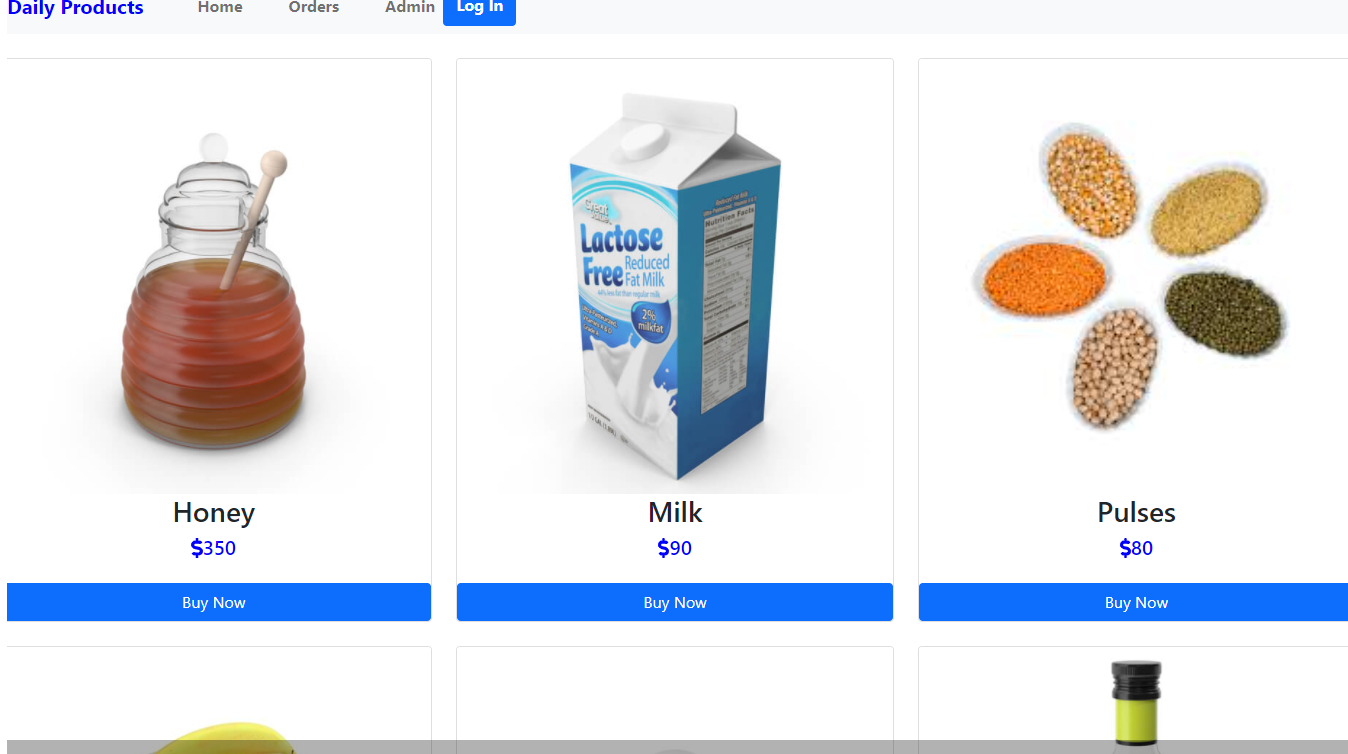 Daily Products Home Orders Admin Log In
Great
Value
Lactose
Free Reduced
Fat Milk
2%
milkfat
Nutrition Facts
Honey
$350
Buy Now
Milk
$90
Buy Now
Pulses
$80
Buy Now